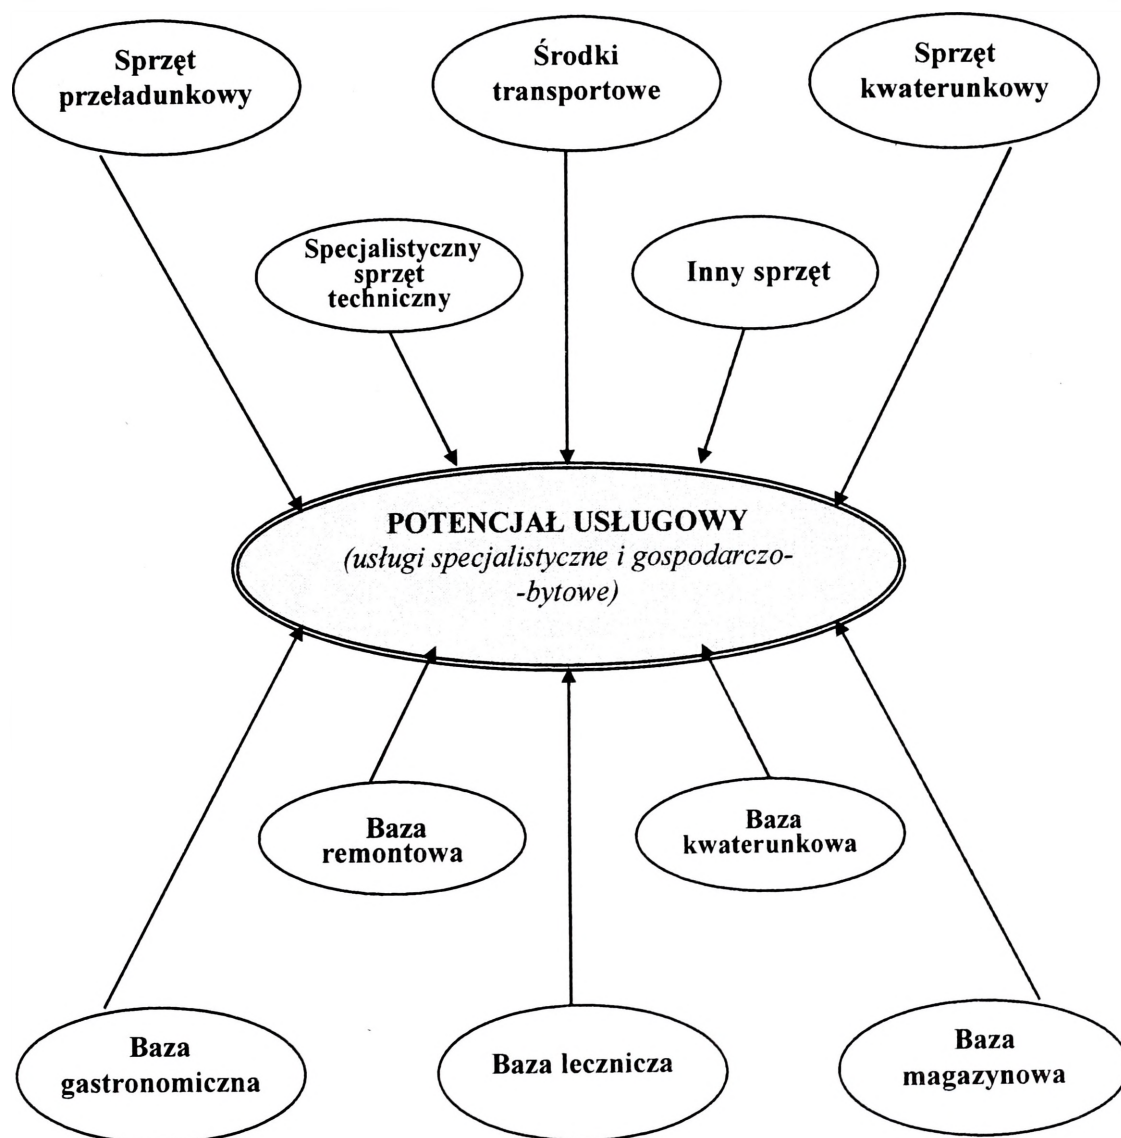 Sprzęt
przeładunkowy
Środki
transportowe
Sprzęt
kwaterunkowy
Specjalistyczny
sprzęt
techniczny
Inny sprzęt
POTENCJAŁ USŁUGOWY
(usługi specjalistyczne i gospodarczo-
-bytowe)
Baza
remontowa
Baza
kwaterunkowa
Baza
gastronomiczna
Baza lecznicza
Baza
magazynowa